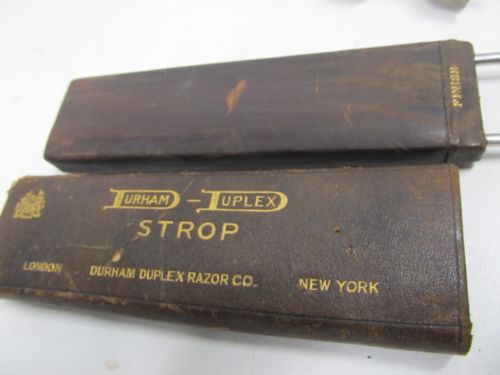 FINISH
DURHAM-DUPLEX
STROP
LONDON DURHAM DUPLEX RAZOR CO. NEW YORK